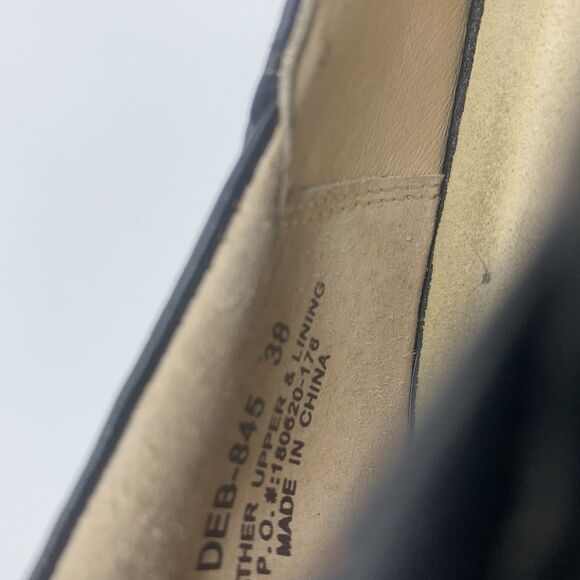 DEB-845 38
THER UPPER & LINING
P.O.#:180620-176
MADE IN CHINA